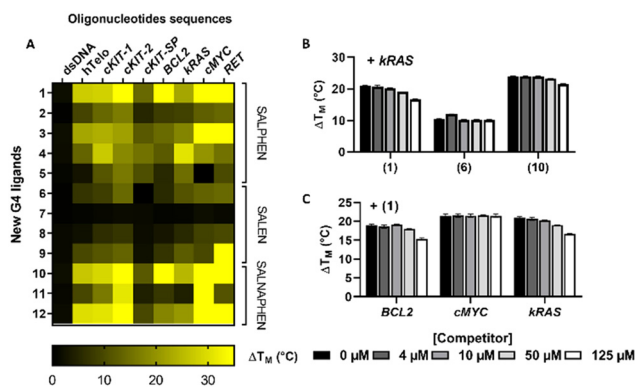 Oligonucleotides sequences
A
dsDNA hTelo cKIT-1 cKIT-2 cKIT-SP BCL2 kRAS cMYC RET
New G4 ligands
1
2
3
4
5
6
7
8
9
10
11
12
SALPHEN
SALEN
SALNAPHEN
0 10 20 30
ΔTM (°C)
B
+ kRAS
ΔTM (°C)
30
20
10
0
(1) (6) (10)
C
+ (1)
ΔTM (°C)
25
20
15
10
5
0
BCL2 cMYC kRAS
[Competitor]
0 µM 4 µM 10 µM 50 µM 125 µM